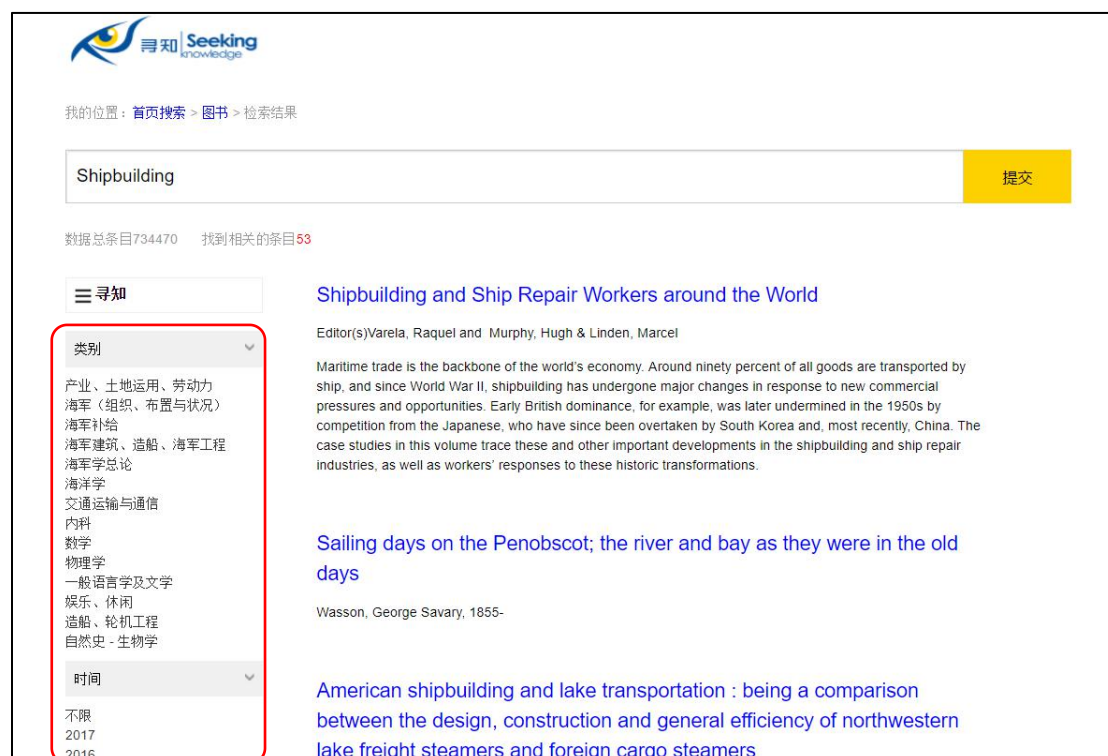 寻知 Seeking
knowledge
我的位置：首页搜索 > 图书 > 检索结果
Shipbuilding
提交
数据总条目734470 找到相关的条目53
寻知
类别
产业、土地运用、劳动力
海军（组织、布置与状况）
海军补给
海军建筑、造船、海军工程
海军学总论
海洋学
交通运输与通信
内科
数学
物理学
一般语言学及文学
娱乐、休闲
造船、轮机工程
自然史 - 生物学
时间
不限
2017
2016
Shipbuilding and Ship Repair Workers around the World
Editor(s)Varela, Raquel and Murphy, Hugh & Linden, Marcel
Maritime trade is the backbone of the world's economy. Around ninety percent of all goods are transported by
ship, and since World War II, shipbuilding has undergone major changes in response to new commercial
pressures and opportunities. Early British dominance, for example, was later undermined in the 1950s by
competition from the Japanese, who have since been overtaken by South Korea and, most recently, China. The
case studies in this volume trace these and other important developments in the shipbuilding and ship repair
industries, as well as workers' responses to these historic transformations.
Sailing days on the Penobscot; the river and bay as they were in the old
days
Wasson, George Savary, 1855-
American shipbuilding and lake transportation : being a comparison
between the design, construction and general efficiency of northwestern
lake freight steamers and foreign cargo steamers